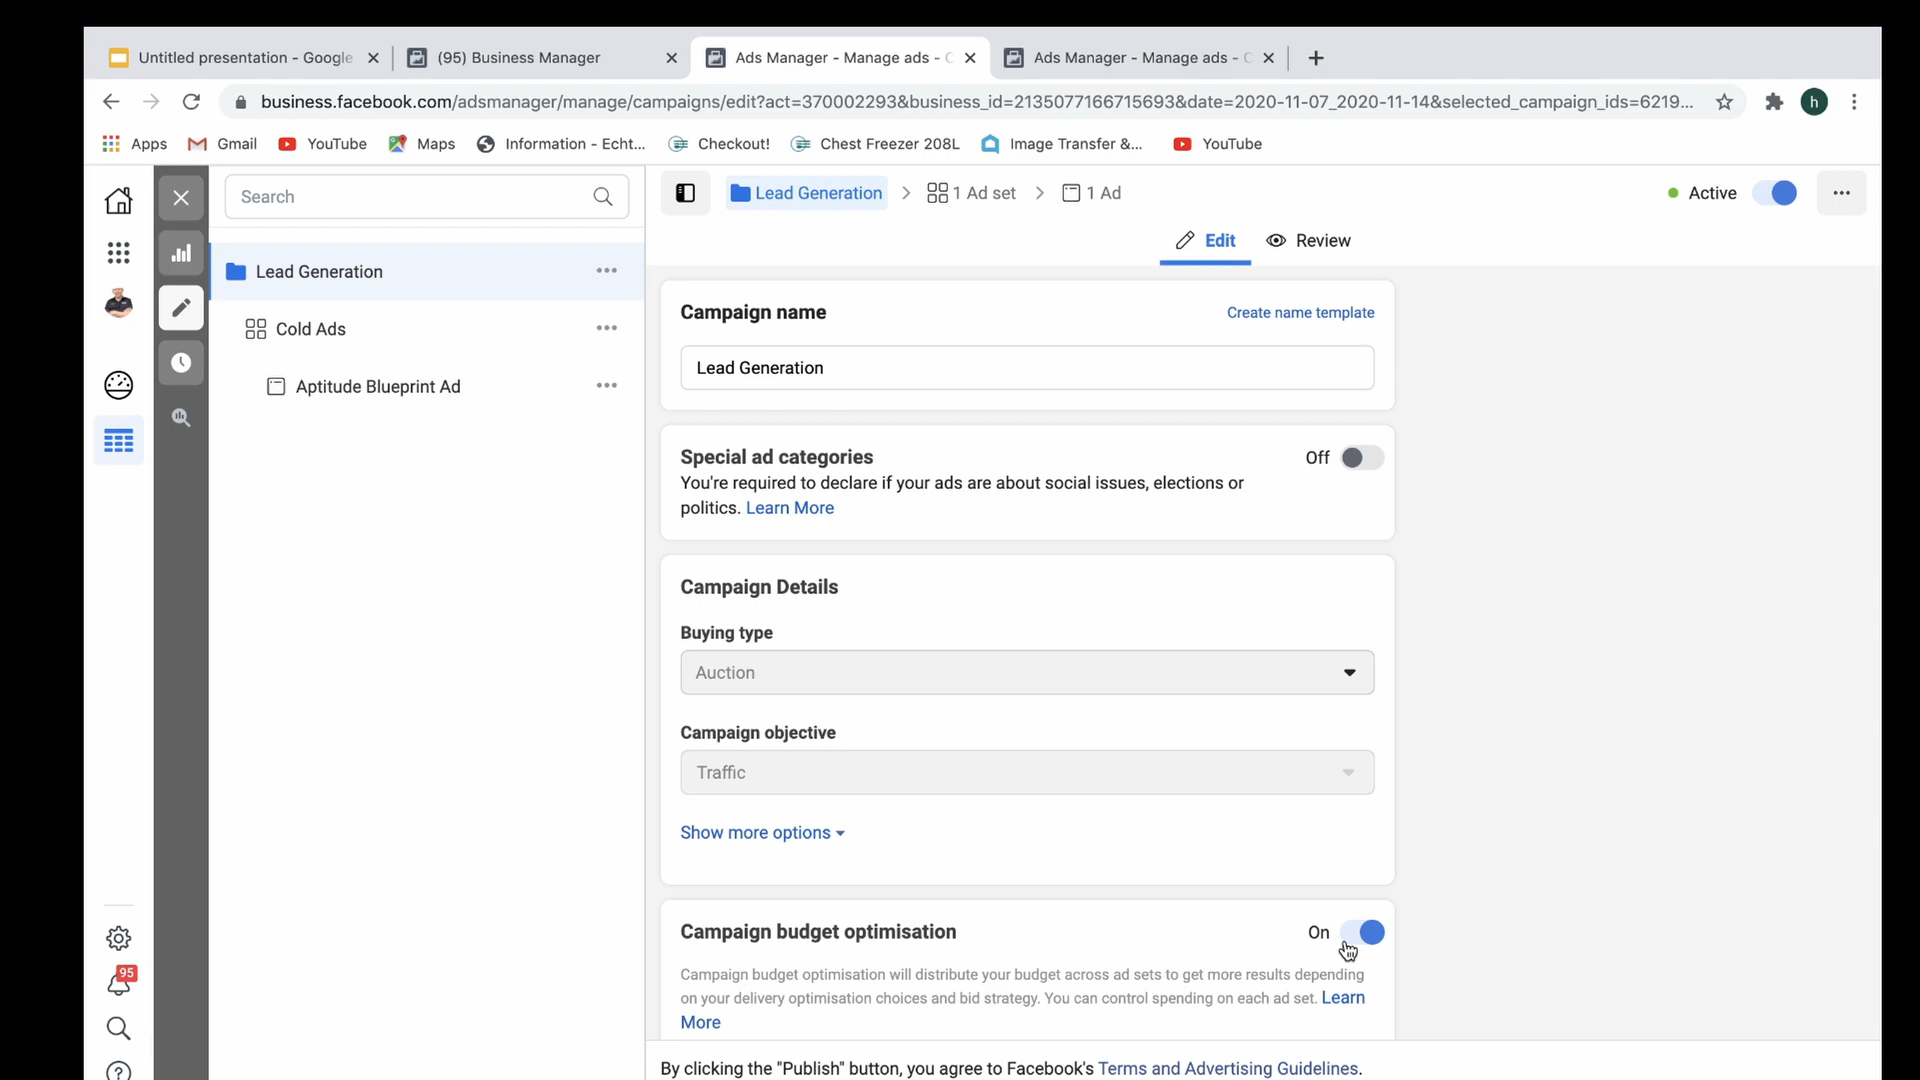 Untitled presentation - Google
(95) Business Manager
Ads Manager - Manage ads - C
Ads Manager - Manage ads - C
business.facebook.com/adsmanager/manage/campaigns/edit?act=370002293&business_id=2135077166715693&date=2020-11-07_2020-11-14&selected_campaign_ids=6219...
h
Apps
Gmail
YouTube
Maps
Information - Echt...
Checkout!
Chest Freezer 208L
Image Transfer &...
YouTube
Search
Lead Generation
1 Ad set
1 Ad
Active
Edit
Review
Lead Generation
Cold Ads
Aptitude Blueprint Ad
Campaign name
Create name template
Lead Generation
Special ad categories
Off
You're required to declare if your ads are about social issues, elections or
politics. Learn More
Campaign Details
Buying type
Auction
Campaign objective
Traffic
Show more options
Campaign budget optimisation
On
Campaign budget optimisation will distribute your budget across ad sets to get more results depending
on your delivery optimisation choices and bid strategy. You can control spending on each ad set. Learn
More
95
By clicking the "Publish" button, you agree to Facebook's Terms and Advertising Guidelines.